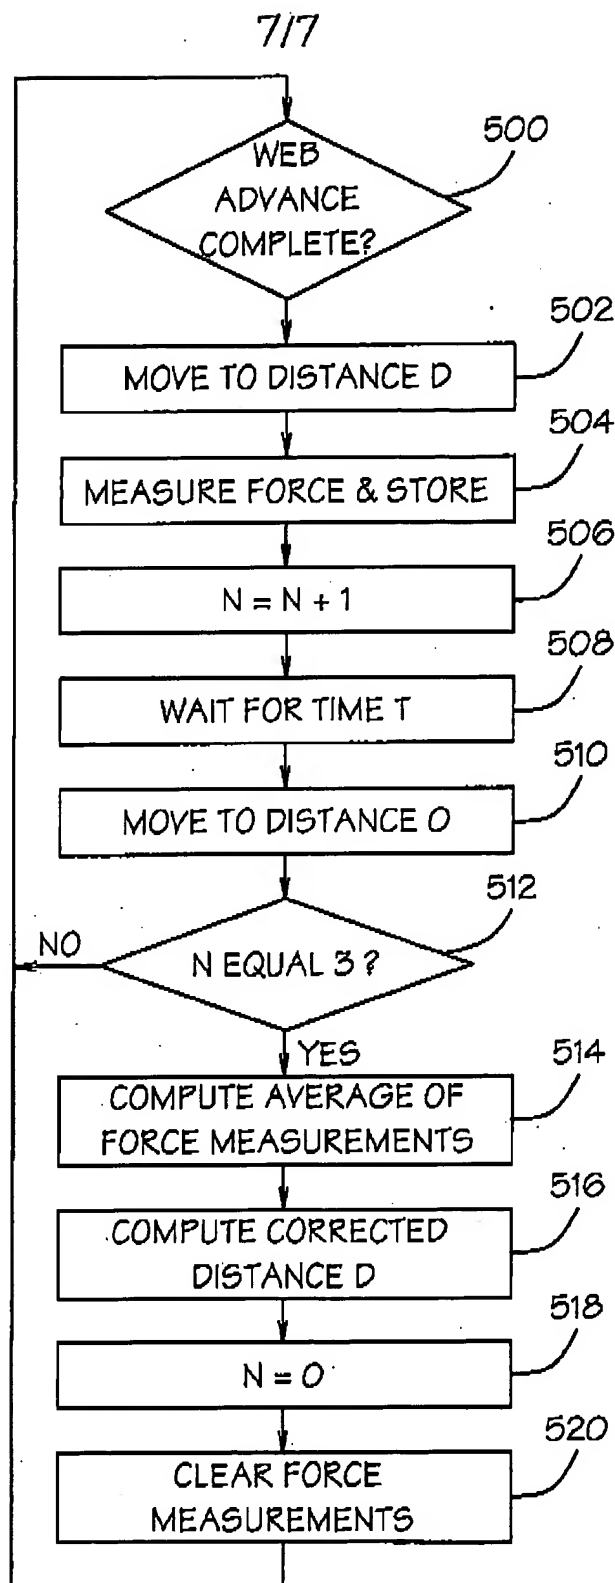 7/7
500
WEB
ADVANCE
COMPLETE?
502
MOVE TO DISTANCE D
504
MEASURE FORCE & STORE
506
N = N + 1
508
WAIT FOR TIME T
510
MOVE TO DISTANCE O
512
NO
N EQUAL 3 ?
YES
514
COMPUTE AVERAGE OF
FORCE MEASUREMENTS
516
COMPUTE CORRECTED
DISTANCE D
518
N = O
520
CLEAR FORCE
MEASUREMENTS